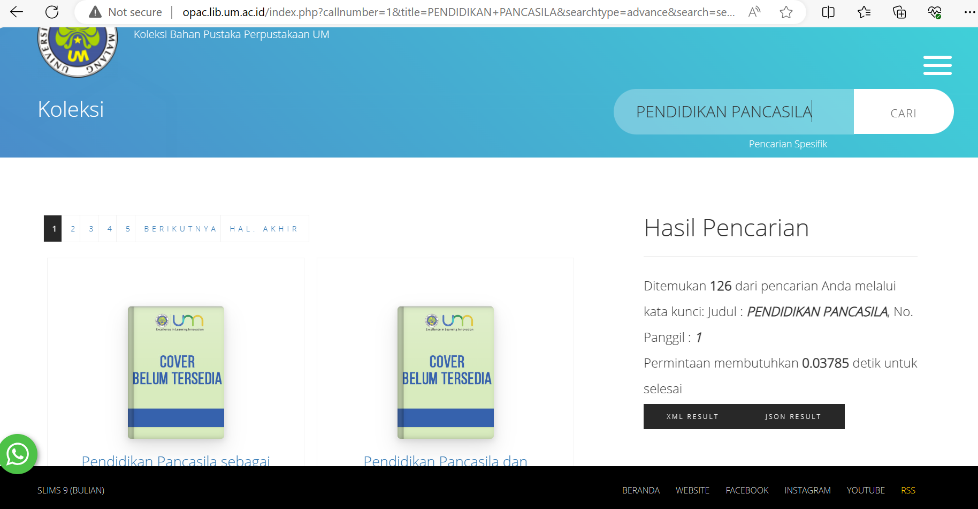 Not secure | opac.lib.um.ac.id/index.php?callnumber=1&title=PENDIDIKAN+PANCASILA&searchtype=advance&search=se...
Koleksi Bahan Pustaka Perpustakaan UM
UM
MALANG
Koleksi
PENDIDIKAN PANCASILA
CARI
Pencarian Spesifik
1 2 3 4 5 BERIKUTNYA HAL. AKHIR
um
COVER
BELUM TERSEDIA
Pendidikan Pancasila sebagai
um
COVER
BELUM TERSEDIA
Pendidikan Pancasila dan
Hasil Pencarian
Ditemukan 126 dari pencarian Anda melalui
kata kunci: Judul : PENDIDIKAN PANCASILA, No.
Panggil : 1
Permintaan membutuhkan 0.03785 detik untuk
selesai
XML RESULT JSON RESULT
SLIMS 9 (BULIAN)
BERANDA WEBSITE FACEBOOK INSTAGRAM YOUTUBE RSS